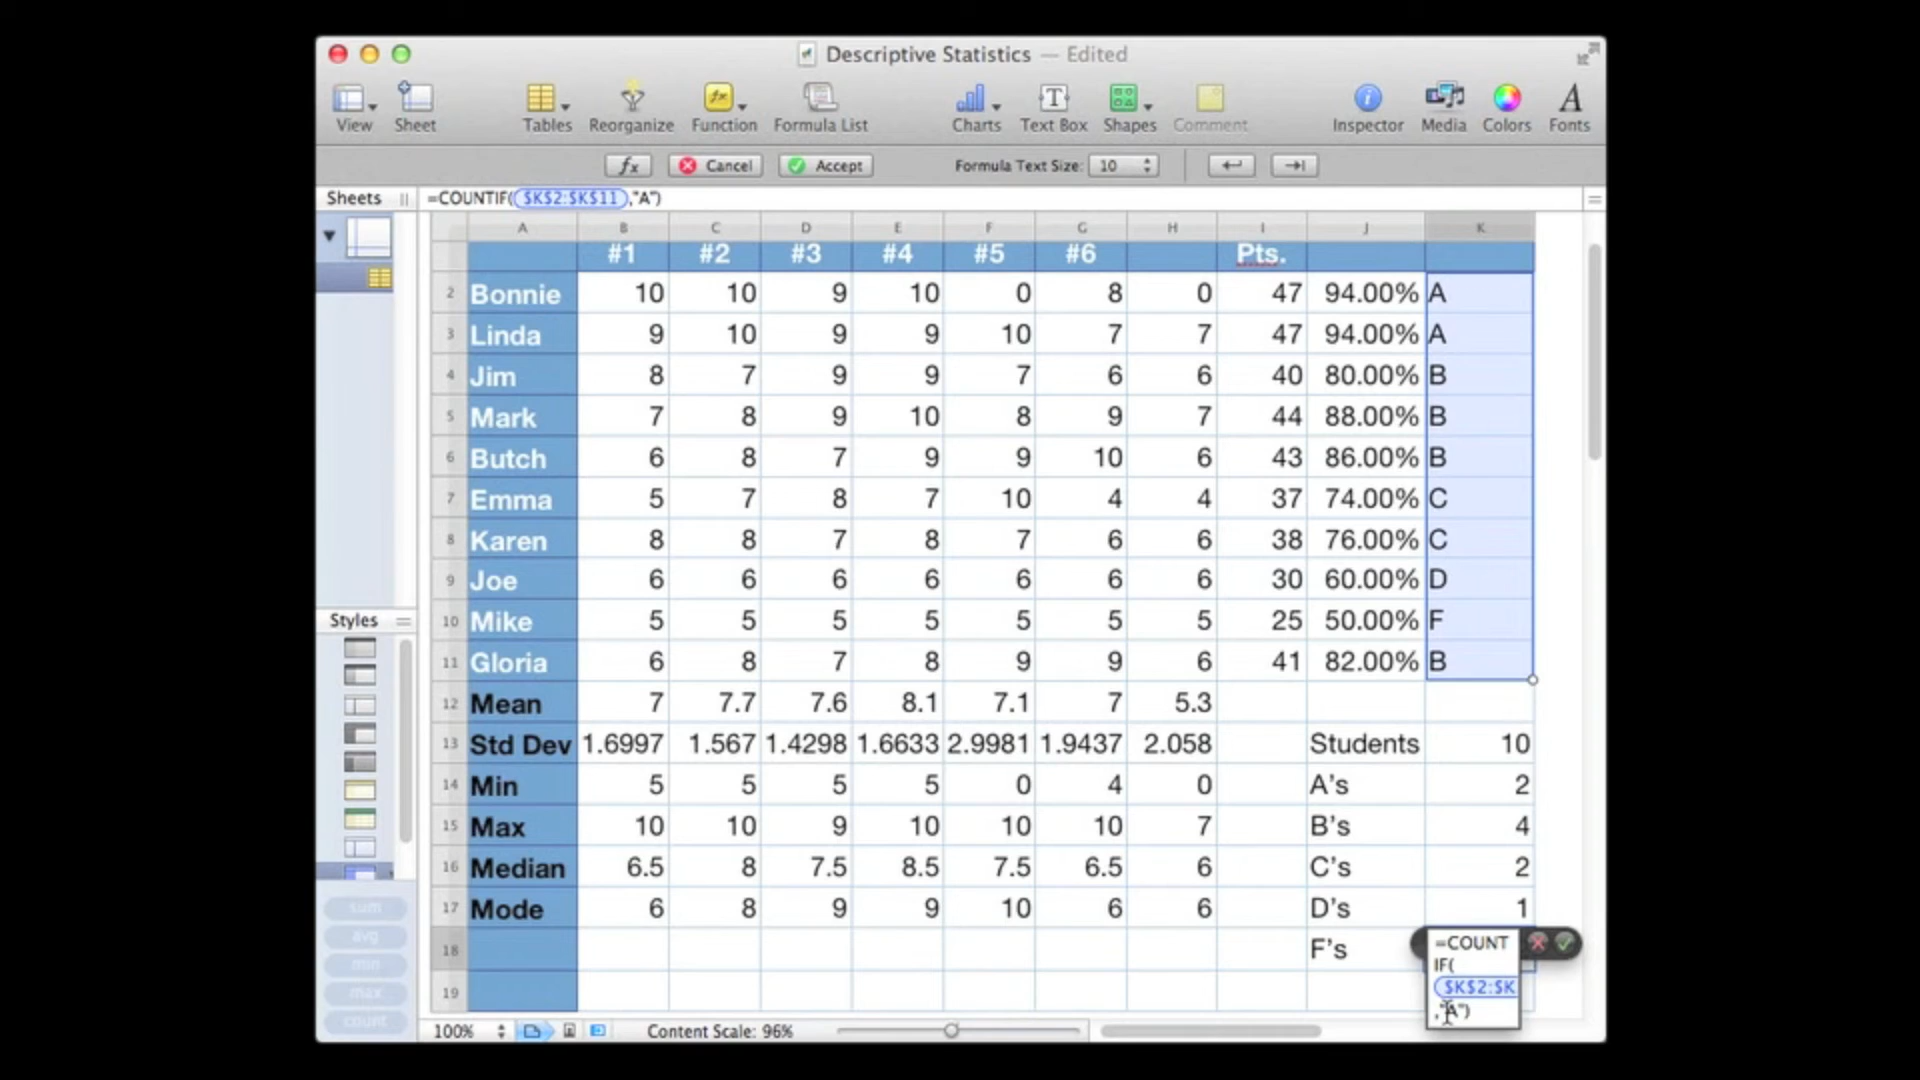 Descriptive Statistics — Edited
View Sheet Tables Reorganize Function Formula List Charts Text Box Shapes Comment Inspector Media Colors Fonts
fx Cancel Accept Formula Text Size: 10
Sheets =COUNTIF($K$2:$K$11,"A")
A B C D E F G H I J K
#1 #2 #3 #4 #5 #6 Pts.
2 Bonnie 10 10 9 10 0 8 0 47 94.00% A
3 Linda 9 10 9 9 10 7 7 47 94.00% A
4 Jim 8 7 9 9 7 6 6 40 80.00% B
5 Mark 7 8 9 10 8 9 7 44 88.00% B
6 Butch 6 8 7 9 9 10 6 43 86.00% B
7 Emma 5 7 8 7 10 4 4 37 74.00% C
8 Karen 8 8 7 8 7 6 6 38 76.00% C
9 Joe 6 6 6 6 6 6 6 30 60.00% D
10 Mike 5 5 5 5 5 5 5 25 50.00% F
11 Gloria 6 8 7 8 9 9 6 41 82.00% B
12 Mean 7 7.7 7.6 8.1 7.1 7 5.3
13 Std Dev 1.6997 1.567 1.4298 1.6633 2.9981 1.9437 2.058 Students 10
14 Min 5 5 5 5 0 4 0 A's 2
15 Max 10 10 9 10 10 10 7 B's 4
16 Median 6.5 8 7.5 8.5 7.5 6.5 6 C's 2
17 Mode 6 8 9 9 10 6 6 D's 1
18 F's
19
=COUNT
IF(
$K$2:$K
,"A")
Styles
sum
avg
min
max
count
100% Content Scale: 96%